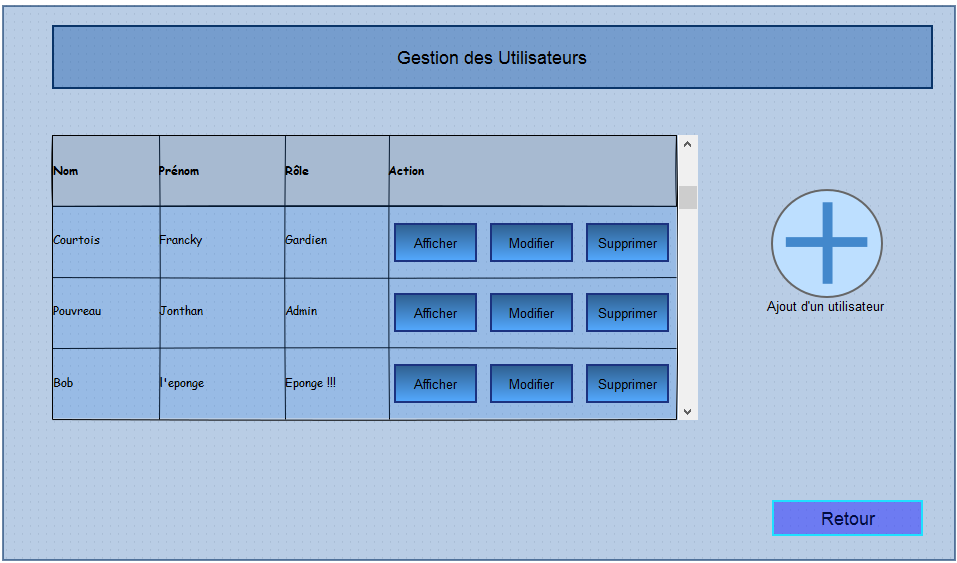 Gestion des Utilisateurs
Nom Prénom Rôle Action
Courtois Francky Gardien Afficher Modifier Supprimer
Pouvreau Jonthan Admin Afficher Modifier Supprimer
Bob l'eponge Eponge !!! Afficher Modifier Supprimer
Ajout d'un utilisateur
Retour